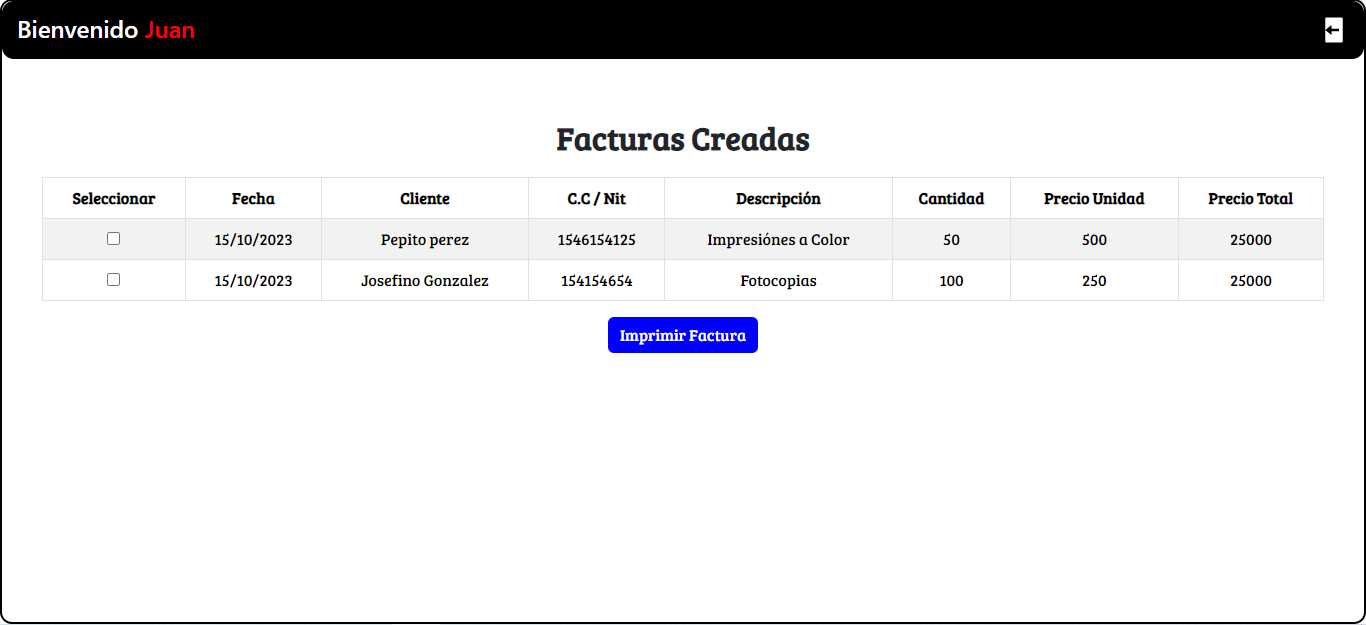 Bienvenido Juan
Facturas Creadas
Seleccionar Fecha Cliente C.C / Nit Descripción Cantidad Precio Unidad Precio Total
15/10/2023 Pepito perez 1546154125 Impresiónes a Color 50 500 25000
15/10/2023 Josefino Gonzalez 154154654 Fotocopias 100 250 25000
Imprimir Factura